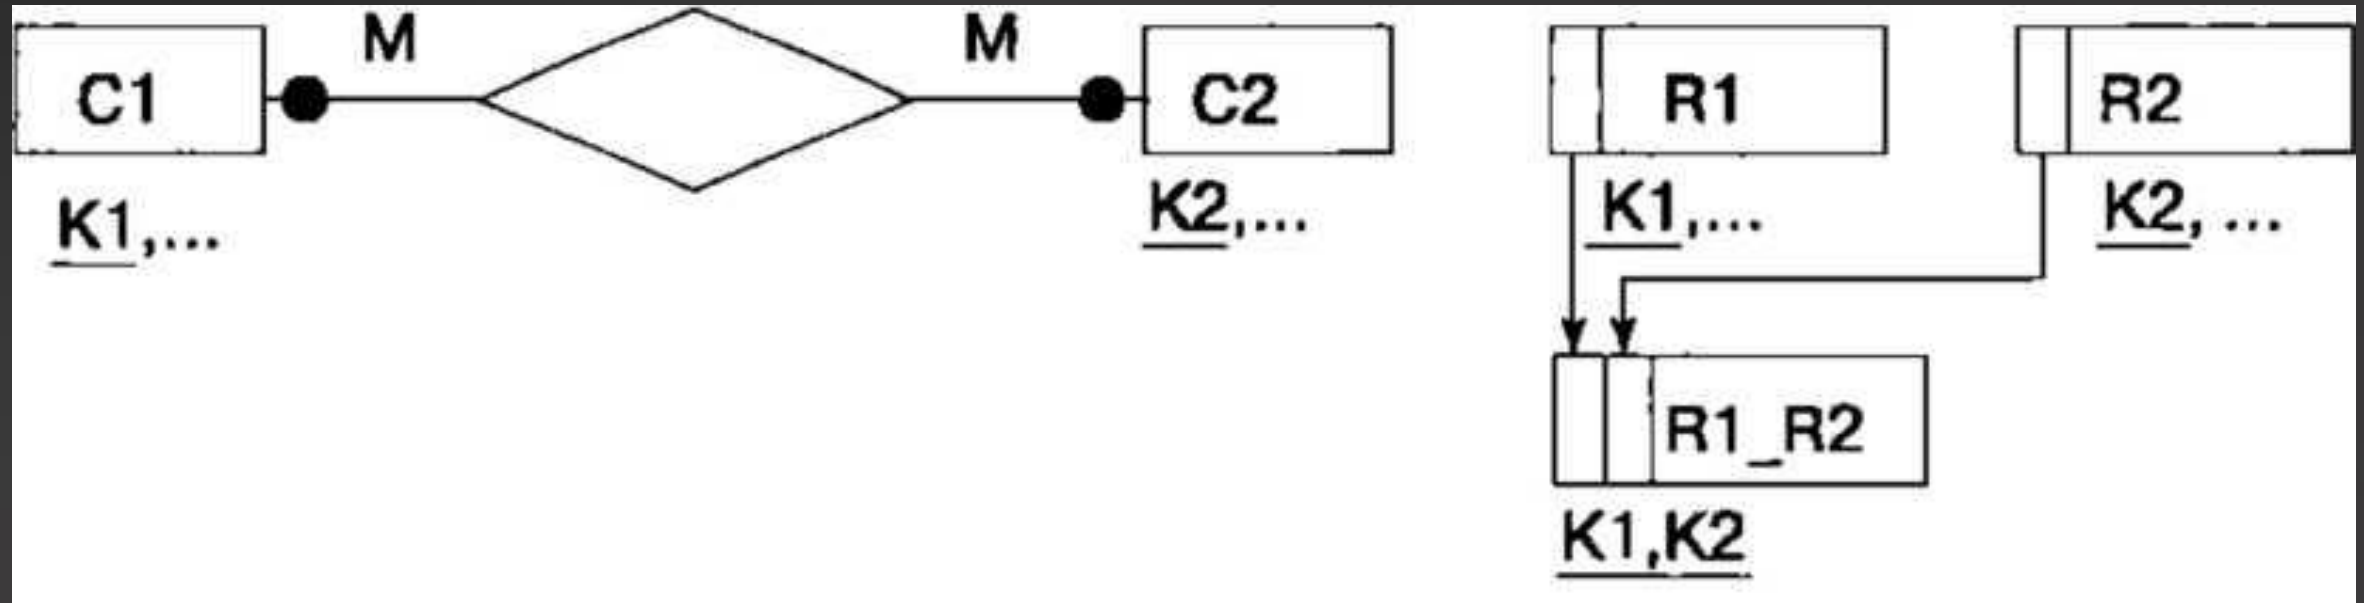 M M
C1 C2 R1 R2
K1,... K2,... K1,... K2, ...
R1_R2
K1,K2